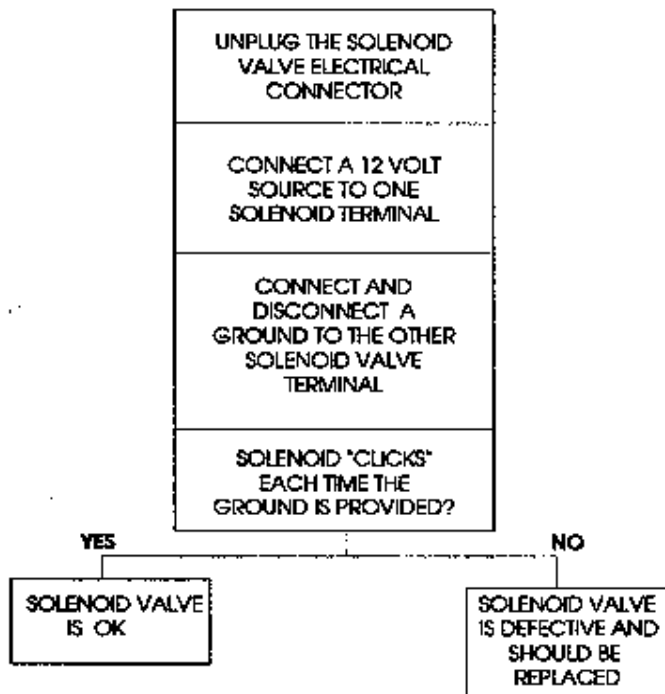 UNPLUG THE SOLENOID
VALVE ELECTRICAL
CONNECTOR
CONNECT A 12 VOLT
SOURCE TO ONE
SOLENOID TERMINAL
CONNECT AND
DISCONNECT A
GROUND TO THE OTHER
SOLENOID VALVE
TERMINAL
SOLENOID "CLICKS"
EACH TIME THE
GROUND IS PROVIDED?
YES
NO
SOLENOID VALVE
IS OK
SOLENOID VALVE
IS DEFECTIVE AND
SHOULD BE
REPLACED